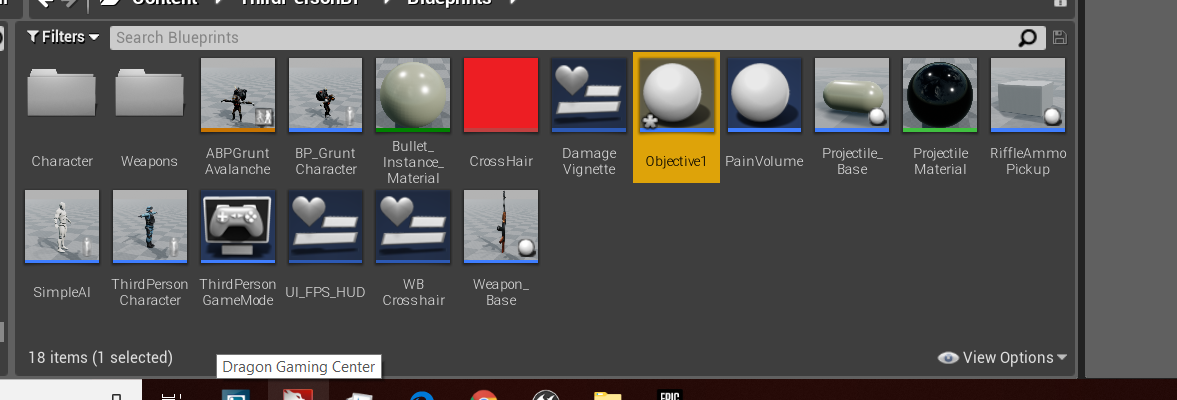 Content ThirdPersonBP Blueprints
Filters
Search Blueprints
Character
Weapons
ABPGrunt
Avalanche
BP_Grunt
Character
Bullet_
Instance_
Material
CrossHair
Damage
Vignette
Objective1
PainVolume
Projectile_
Base
Projectile
Material
RiffleAmmo
Pickup
SimpleAI
ThirdPerson
Character
ThirdPerson
GameMode
UI_FPS_HUD
WB
Crosshair
Weapon_
Base
18 items (1 selected)
View Options
Dragon Gaming Center
EPIC